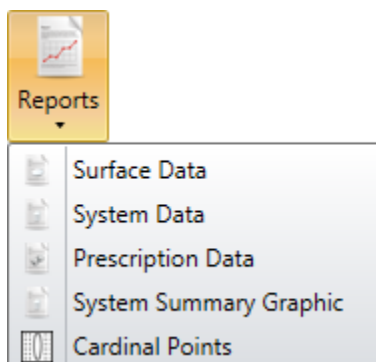 Reports
Surface Data
System Data
Prescription Data
System Summary Graphic
Cardinal Points